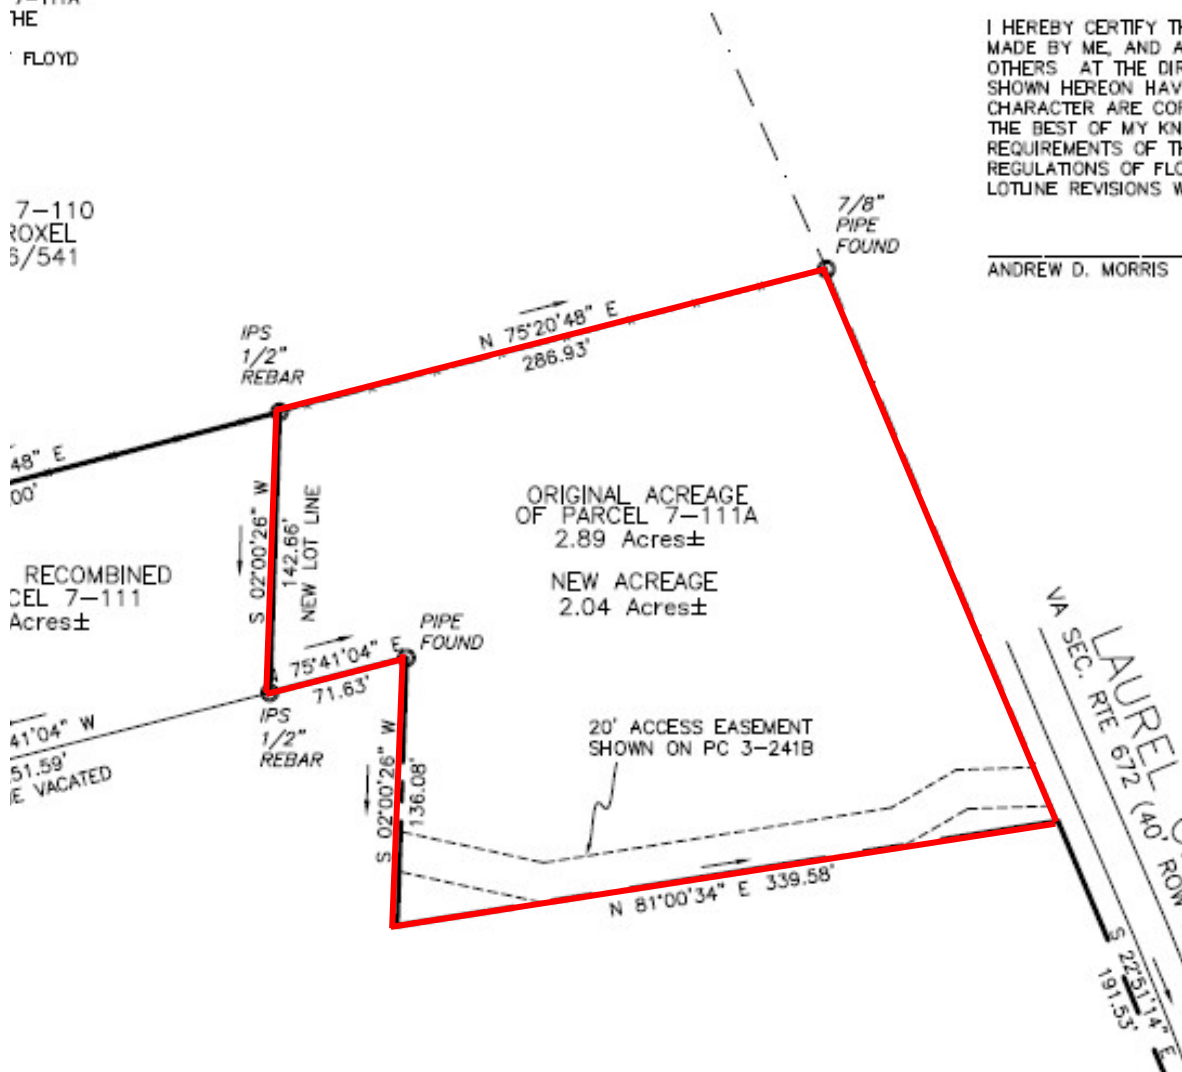 7-111A
THE
FLOYD
I HEREBY CERTIFY TH
MADE BY ME, AND A
OTHERS AT THE DIR
SHOWN HEREON HAV
CHARACTER ARE COR
THE BEST OF MY KN
REQUIREMENTS OF TH
REGULATIONS OF FLO
LOTLINE REVISIONS W
ANDREW D. MORRIS
7-110
ROXEL
6/541
7/8"
PIPE
FOUND
IPS
1/2"
REBAR
N 75°20'48" E
286.93'
48" E
00'
S 02°00'26" W
142.66'
NEW LOT LINE
ORIGINAL ACREAGE
OF PARCEL 7-111A
2.89 Acres±
NEW ACREAGE
2.04 Acres±
RECOMBINED
CEL 7-111
Acres±
PIPE
FOUND
75°41'04" E
71.63'
IPS
1/2"
REBAR
41'04" W
51.59'
E VACATED
S 02°00'26" W
136.08'
20' ACCESS EASEMENT
SHOWN ON PC 3-241B
N 81°00'34" E 339.58'
LAUREL
VA SEC. RTE 672 (40' ROW
S 22°51'14" E
191.53'